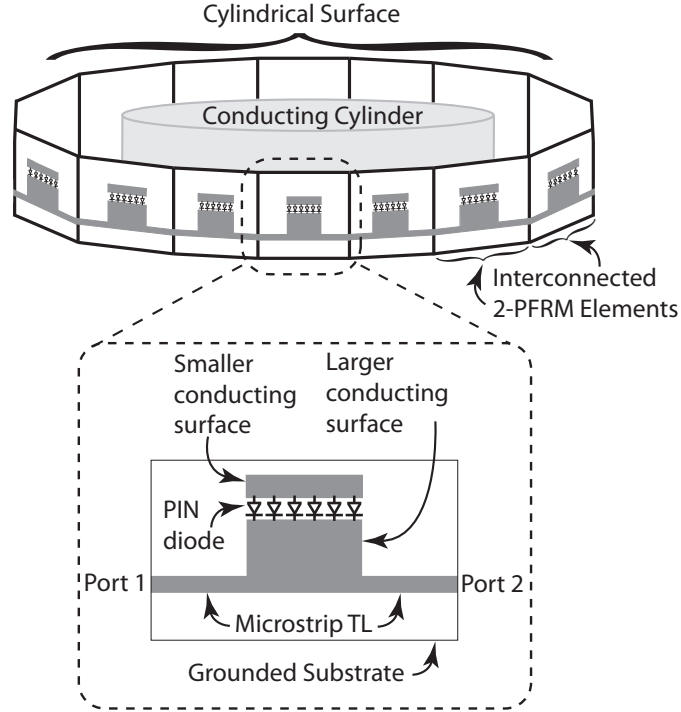 Cylindrical Surface
Conducting Cylinder
Interconnected
2-PFRM Elements
Smaller
conducting
surface
Larger
conducting
surface
PIN
diode
Port 1
Port 2
Microstrip TL
Grounded Substrate